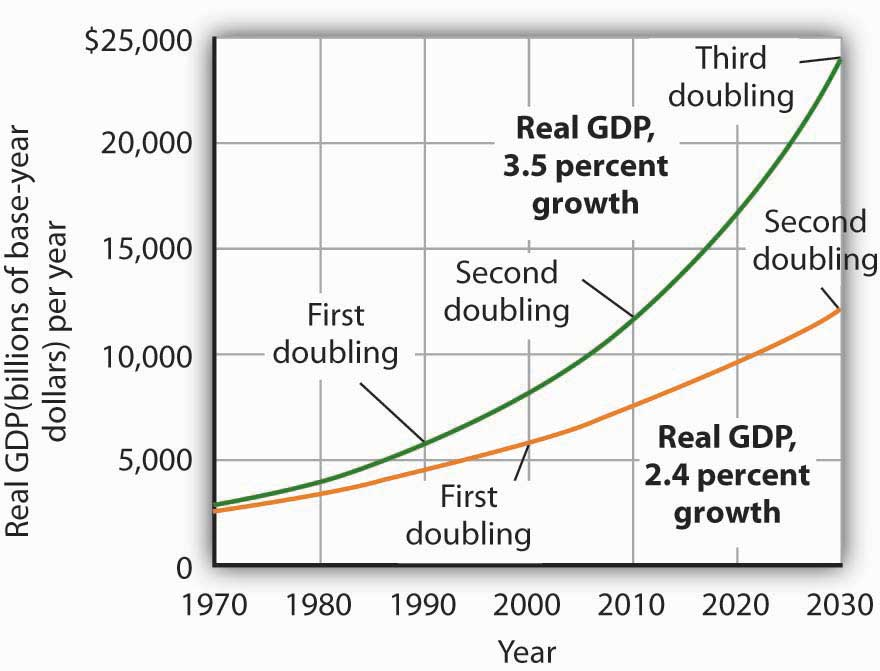 $25,000
20,000
15,000
10,000
5,000
0
Real GDP(billions of base-year
dollars) per year
Third
doubling
Real GDP,
3.5 percent
growth
Second
doubling
Second
doubling
First
doubling
Real GDP,
2.4 percent
growth
First
doubling
1970 1980 1990 2000 2010 2020 2030
Year